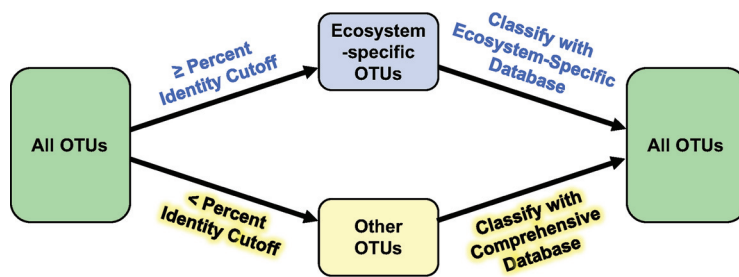 All OTUs
≥ Percent
Identity Cutoff
Ecosystem
-specific
OTUs
Classify with
Ecosystem-Specific
Database
< Percent
Identity Cutoff
Other
OTUs
Classify with
Comprehensive
Database
All OTUs